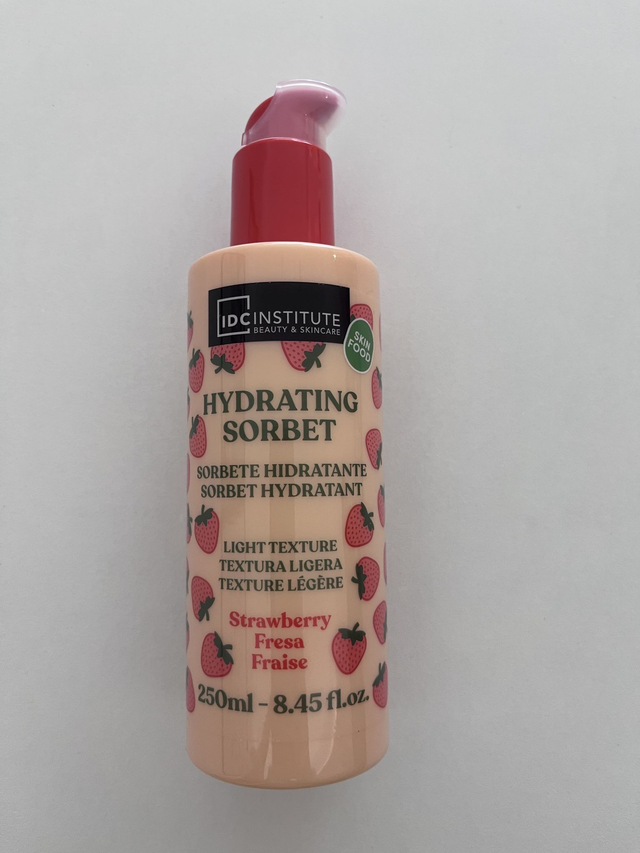 IDC INSTITUTE
BEAUTY & SKINCARE
SKIN
FOOD
HYDRATING
SORBET
SORBETE HIDRATANTE
SORBET HYDRATANT
LIGHT TEXTURE
TEXTURA LIGERA
TEXTURE LÉGÈRE
Strawberry
Fresa
Fraise
250ml - 8.45 fl.oz.